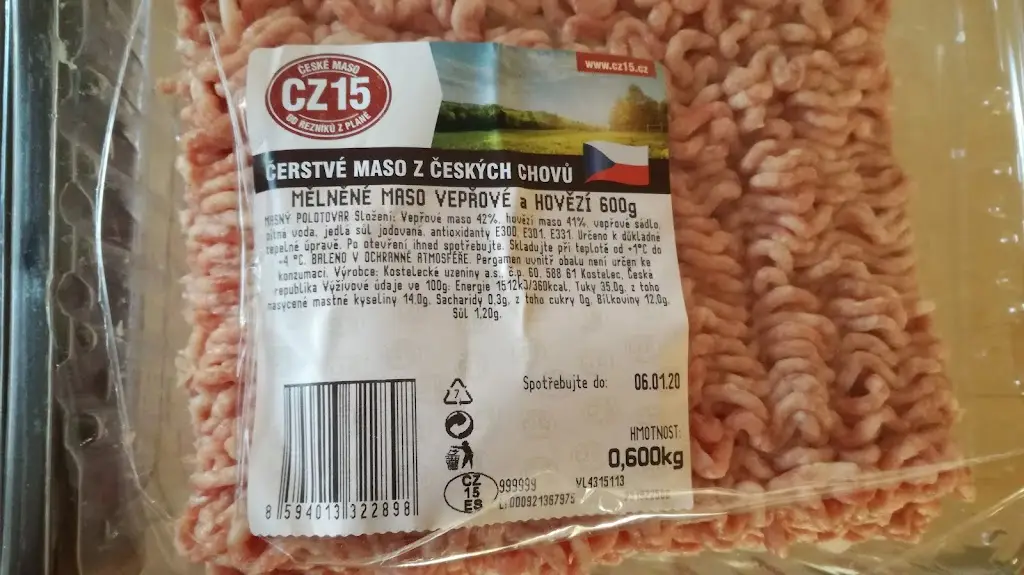 ČESKÉ MASO
CZ15
OD ŘEZNÍKŮ Z PLANÉ
www.cz15.cz
ČERSTVÉ MASO Z ČESKÝCH CHOVŮ
MĚLNĚNÉ MASO VEPŘOVÉ a HOVĚZÍ 600g
MASNÝ POLOTOVAR Složení: Vepřové maso 42%, hovězí maso 41%, vepřové sádlo,
pitná voda, jedlá sůl jodovaná, antioxidanty E300, E301, E331. Určeno k důkladné
tepelné úpravě. Po otevření ihned spotřebujte. Skladujte při teplotě od +1°C do
+4 °C. BALENO V OCHRANNÉ ATMOSFÉŘE. Pergamen uvnitř obalu není určen ke
konzumaci. Výrobce: Kostelecké uzeniny a.s., č.p. 60, 588 61 Kostelec, Česká
republika Výživové údaje ve 100g: Energie 1512kJ/360kcal, Tuky 35,0g, z toho
nasycené mastné kyseliny 14,0g, Sacharidy 0,3g, z toho cukry 0g, Bílkoviny 12,0g,
Sůl 1,20g.
Spotřebujte do: 06.01.20
7
HMOTNOST:
0,600kg
CZ
15
ES
999999 VL4315113
L1000921387975
8 594013 322898